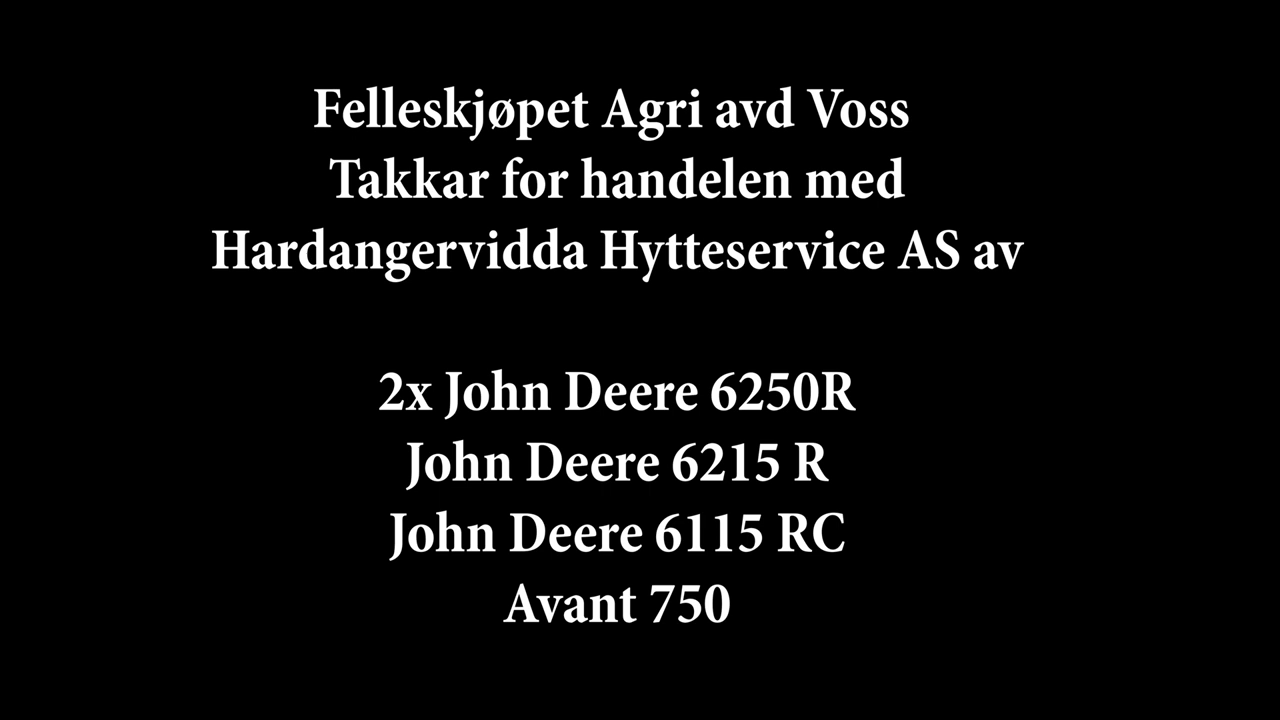 Felleskjøpet Agri avd Voss
Takkar for handelen med
Hardangervidda Hytteservice AS av
2x John Deere 6250R
John Deere 6215 R
John Deere 6115 RC
Avant 750